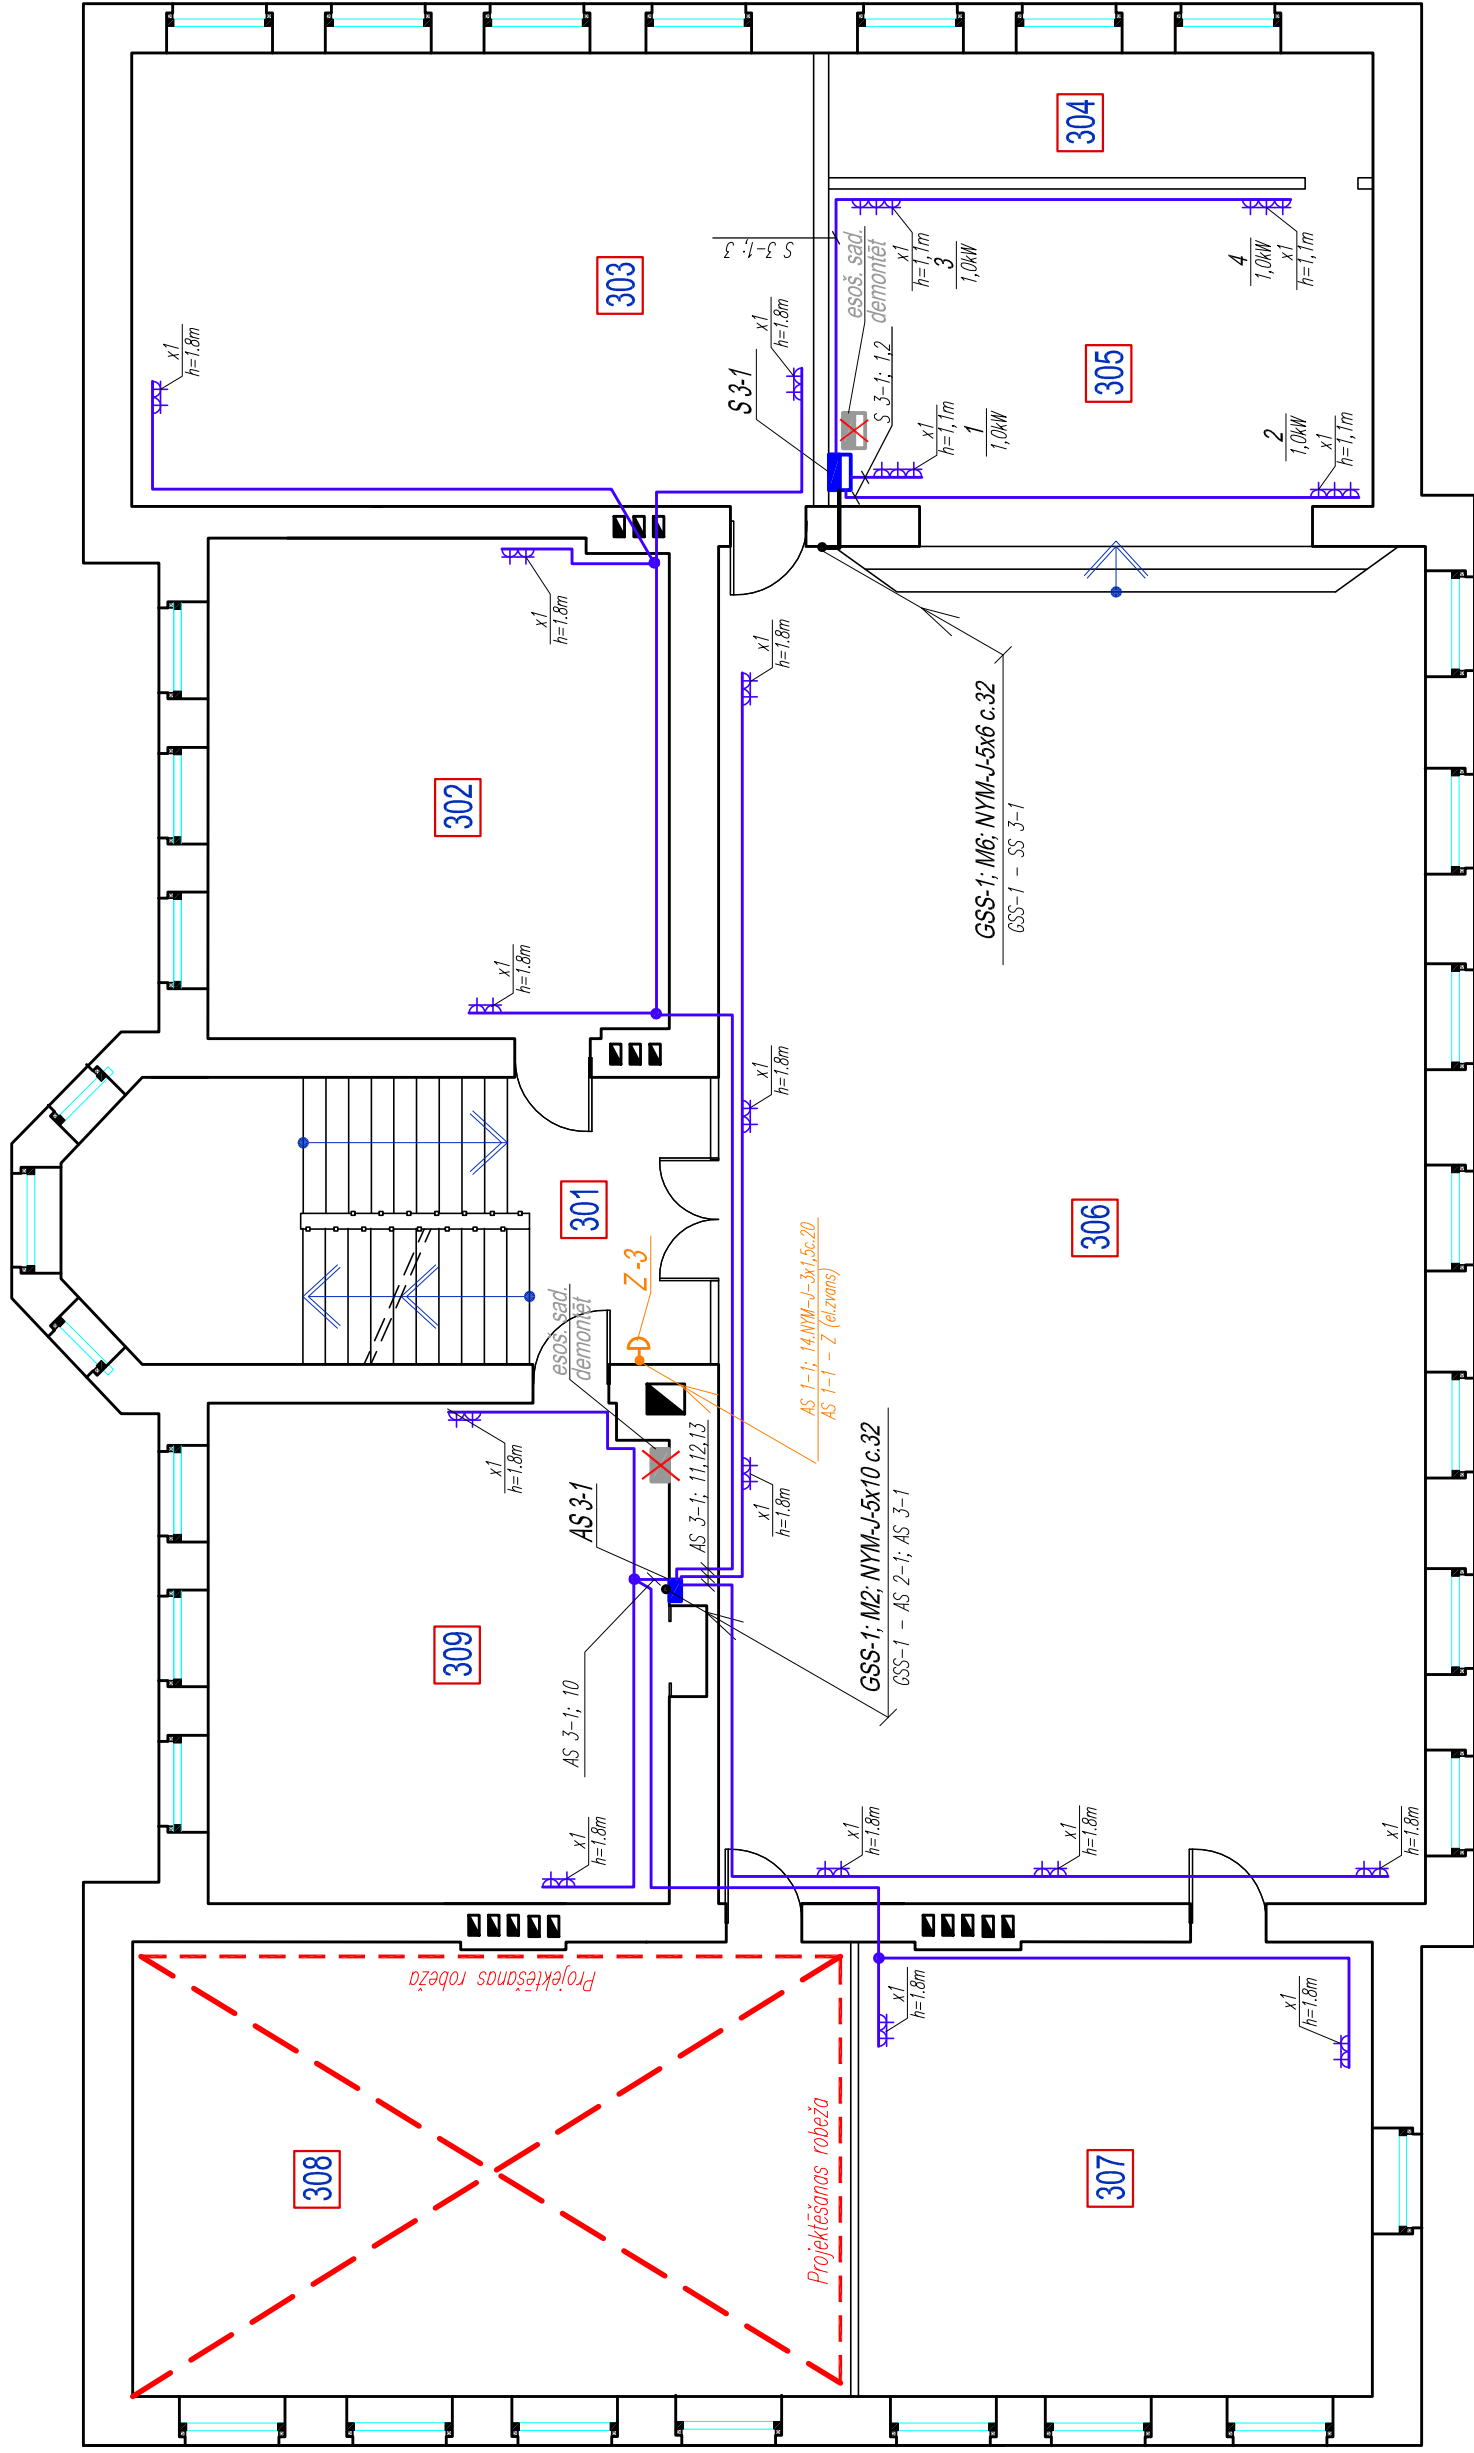 304
303
S 3-1; 3
esoš. sad.
demontēt
x1
h=1,1m
3
1,0kW
4
1,0kW
x1
h=1,1m
x1
h=1.8m
x1
h=1.8m
S 3-1
S 3-1; 1,2
305
x1
h=1,1m
1
1,0kW
2
1,0kW
x1
h=1,1m
x1
h=1.8m
x1
h=1.8m
302
GSS-1; M6; NYM-J-5x6 c.32
GSS-1 - SS 3-1
x1
h=1.8m
x1
h=1.8m
301
306
Z -3
esoš. sad.
demontēt
AS 1-1; 14.NYM-J-3x1,5c.20
AS 1-1 - Z (el.zvans)
x1
h=1.8m
AS 3-1
AS 3-1; 11,12,13
x1
h=1.8m
GSS-1; M2; NYM-J-5x10 c.32
GSS-1 - AS 2-1; AS 3-1
309
AS 3-1; 10
x1
h=1.8m
x1
h=1.8m
x1
h=1.8m
x1
h=1.8m
Projektēšanas robeža
x1
h=1.8m
x1
h=1.8m
308
Projektēšanas robeža
307